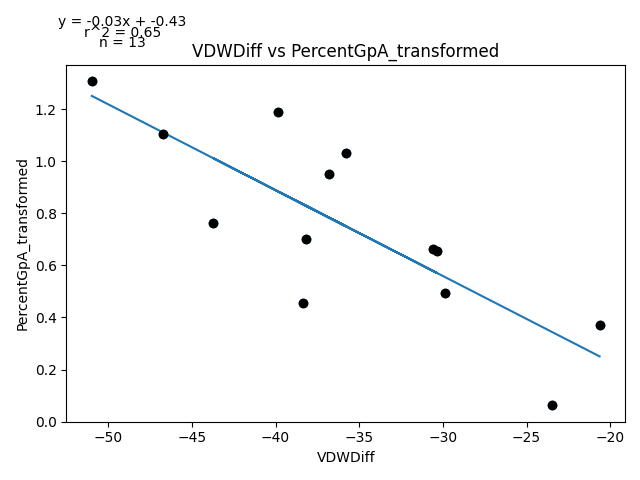 y = -0.03x + -0.43
r^2 = 0.65
n = 13
VDWDiff vs PercentGpA_transformed
PercentGpA_transformed
1.2
1.0
0.8
0.6
0.4
0.2
0.0
−50
−45
−40
−35
−30
−25
−20
VDWDiff